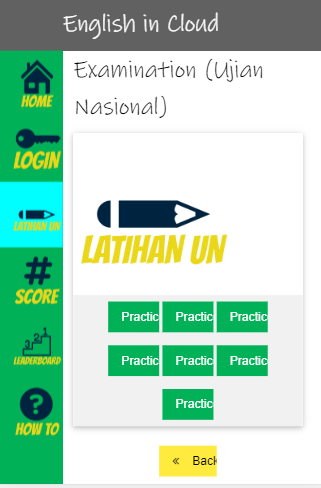 English in Cloud
HOME
LOGIN
LATIHAN UN
#
SCORE
321
LEADERBOARD
?
HOW TO
Examination (Ujian
Nasional)
LATIHAN UN
Practic Practic Practic
Practic Practic Practic
Practic
« Back